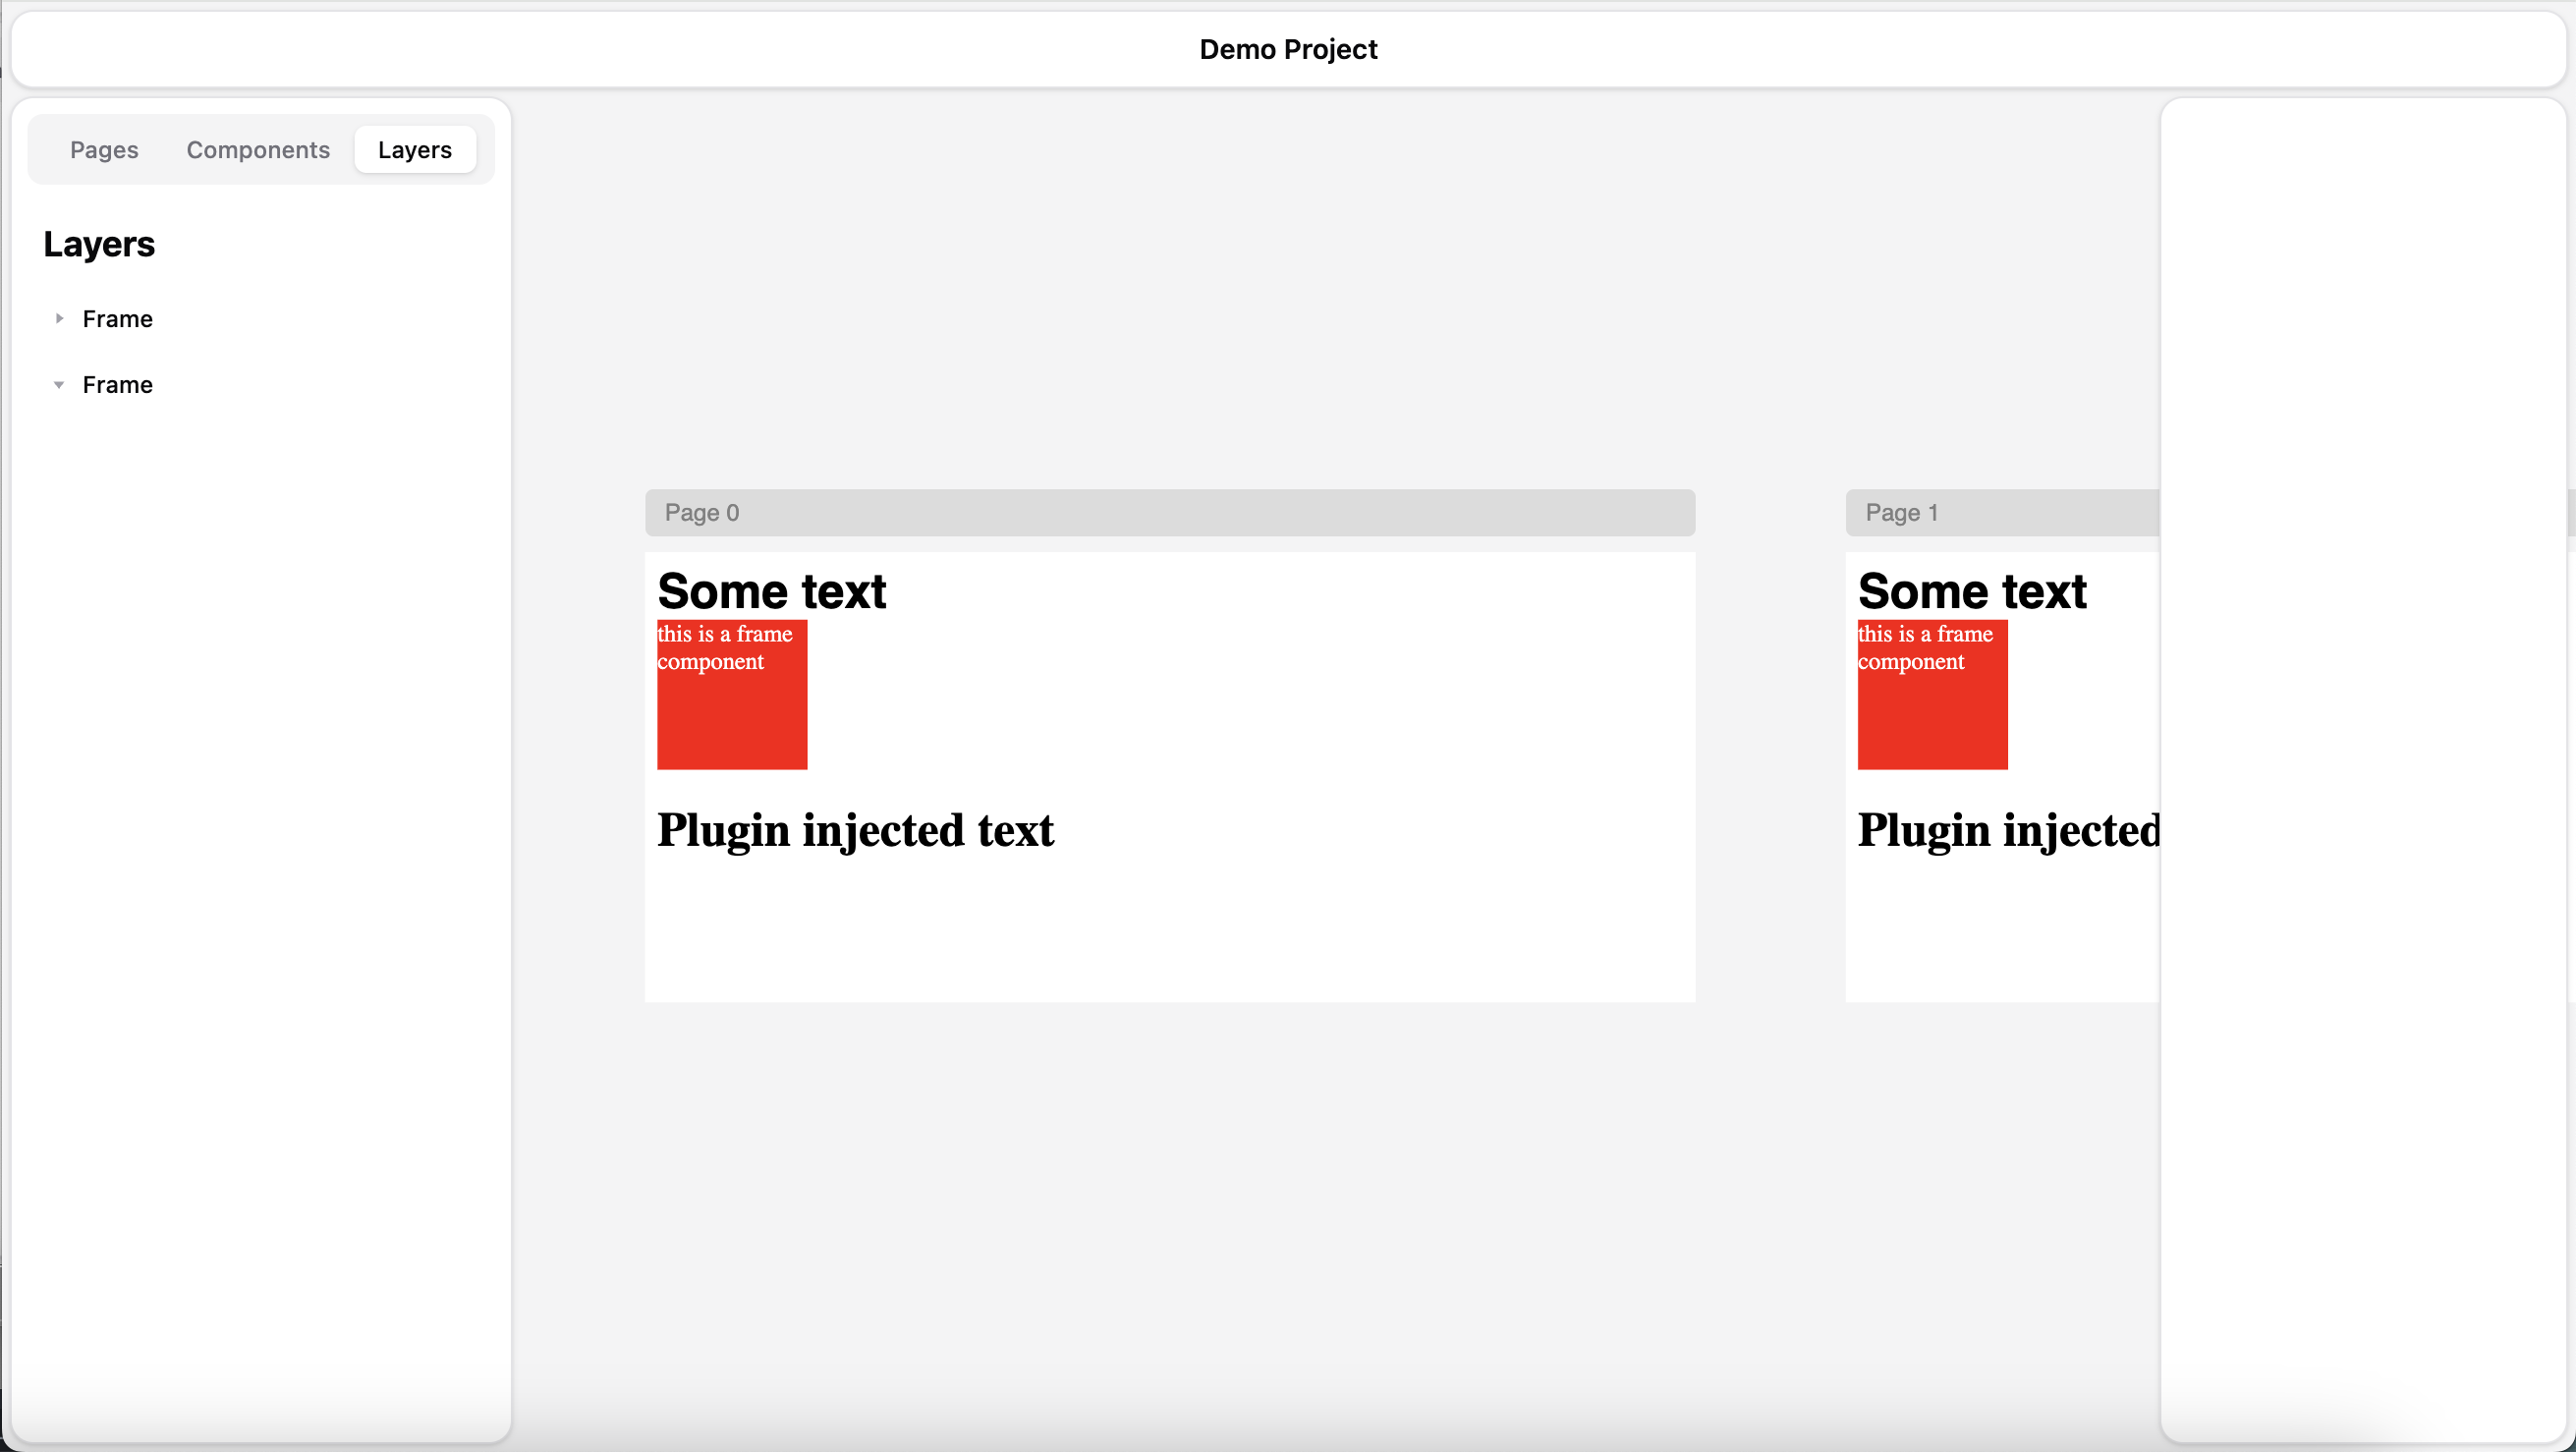 Demo Project
Pages Components Layers
Layers
Frame
Frame
Page 0
Some text
this is a frame
component
Plugin injected text
Page 1
Some text
this is a frame
component
Plugin injected